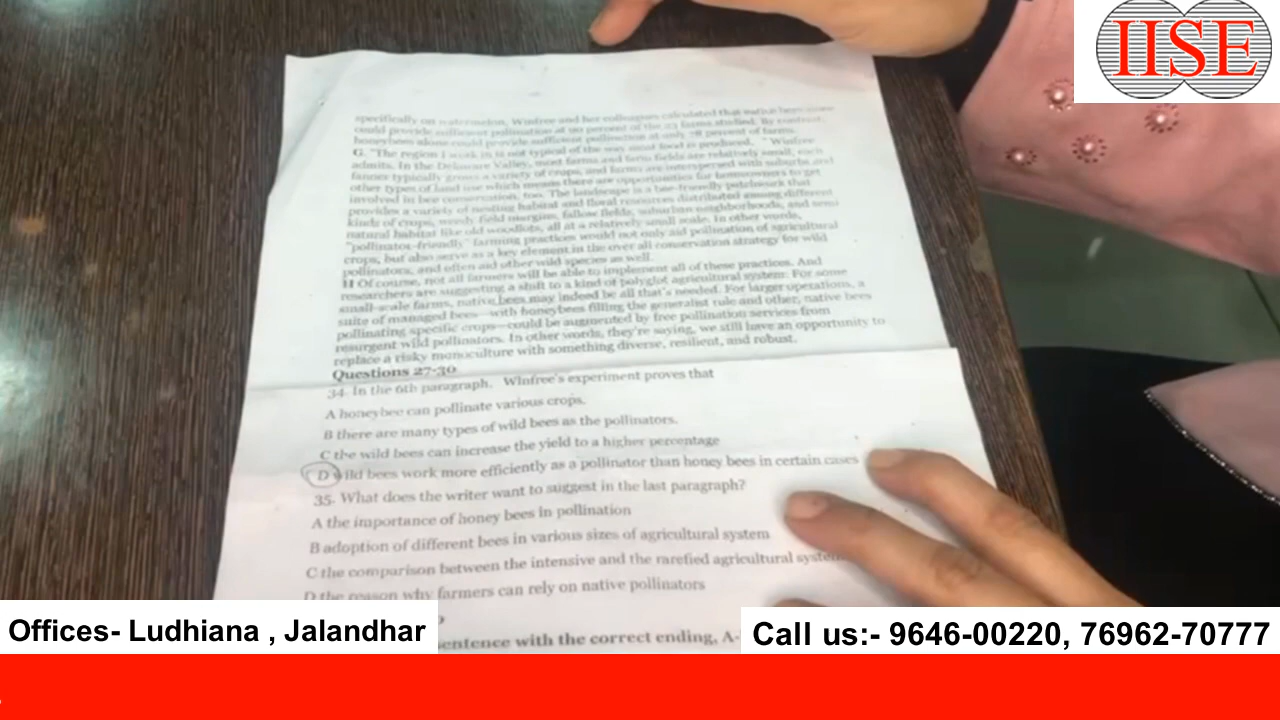 IISE
specifically on watermelon, Winfree and her colleagues calculated that native bees alone
could provide sufficient pollination at 90 percent of the 23 farms studied. By contrast,
honeybees alone could provide sufficient pollination at only 78 percent of farms.
G. "The region I work in is not typical of the way most food is produced, " Winfree
admits. In the Delaware Valley, most farms and farm fields are relatively small, each
farmer typically grows a variety of crops, and farms are interspersed with suburbs and
other types of land use which means there are opportunities for homeowners to get
involved in bee conservation, too. The landscape is a bee-friendly patchwork that
provides a variety of nesting habitat and floral resources distributed among different
kinds of crops, weedy field margins, fallow fields, suburban neighborhoods, and semi
natural habitat like old woodlots, all at a relatively small scale. In other words,
"pollinator-friendly" farming practices would not only aid pollination of agricultural
crops, but also serve as a key element in the over all conservation strategy for wild
pollinators, and often aid other wild species as well.
H Of course, not all farmers will be able to implement all of these practices. And
researchers are suggesting a shift to a kind of polyglot agricultural system. For some
small-scale farms, native bees may indeed be all that's needed. For larger operations, a
suite of managed bees—with honeybees filling the generalist role and other, native bees
pollinating specific crops—could be augmented by free pollination services from
resurgent wild pollinators. In other words, they're saying, we still have an opportunity to
replace a risky monoculture with something diverse, resilient, and robust.
Questions 27-30
34. In the 6th paragraph. Winfree's experiment proves that
A honeybee can pollinate various crops.
B there are many types of wild bees as the pollinators.
C the wild bees can increase the yield to a higher percentage
D wild bees work more efficiently as a pollinator than honey bees in certain cases
35. What does the writer want to suggest in the last paragraph?
A the importance of honey bees in pollination
B adoption of different bees in various sizes of agricultural system
C the comparison between the intensive and the rarefied agricultural system
D the reason why farmers can rely on native pollinators
sentence with the correct ending, A-
Offices- Ludhiana , Jalandhar
Call us:- 9646-00220, 76962-70777